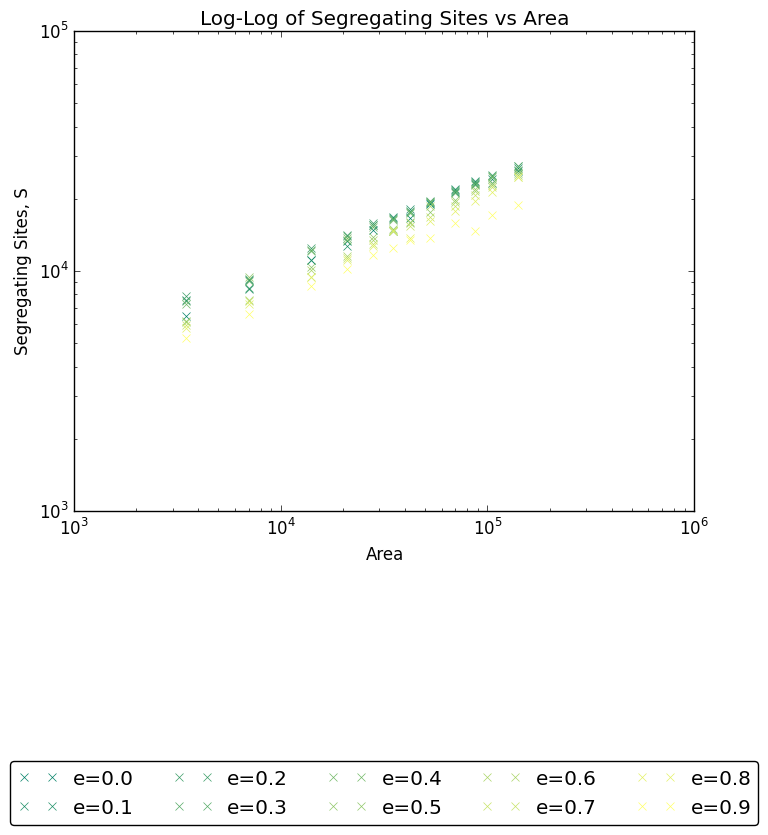 Log-Log of Segregating Sites vs Area
10^5
10^4
10^3
Segregating Sites, S
10^3 10^4 10^5 10^6
Area
e=0.0 e=0.2 e=0.4 e=0.6 e=0.8
e=0.1 e=0.3 e=0.5 e=0.7 e=0.9